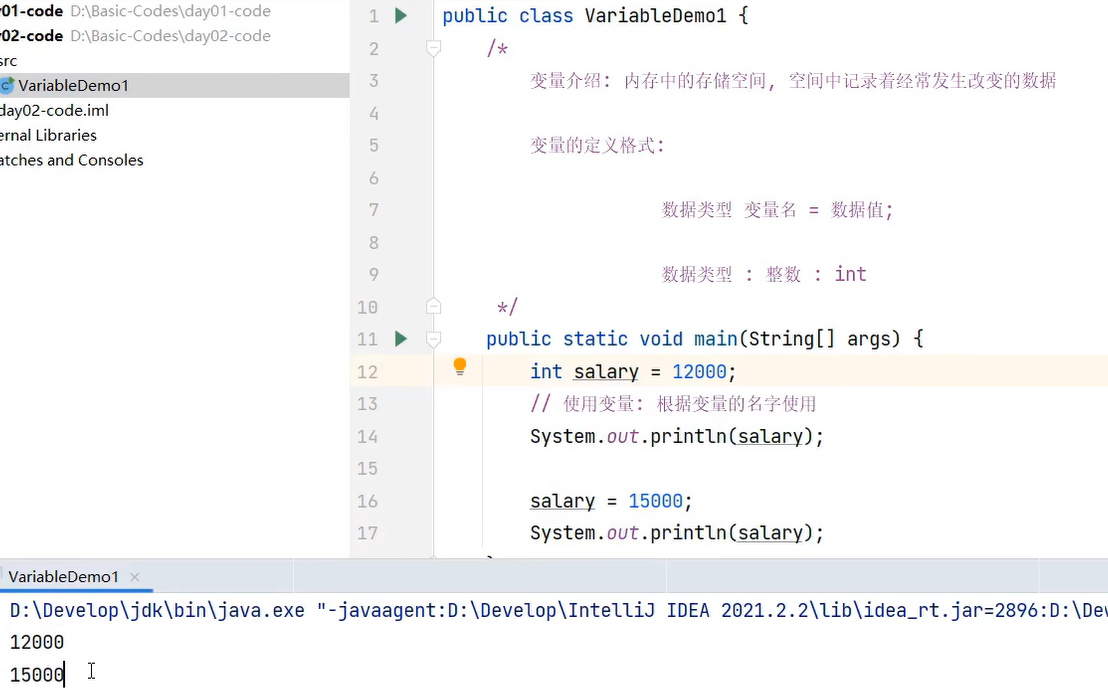 01-code D:\Basic-Codes\day01-code
02-code D:\Basic-Codes\day02-code
src
VariableDemo1
day02-code.iml
ernal Libraries
atches and Consoles
1 public class VariableDemo1 {
2 /*
3 变量介绍: 内存中的存储空间, 空间中记录着经常发生改变的数据
4
5 变量的定义格式:
6
7 数据类型 变量名 = 数据值;
8
9 数据类型 : 整数 : int
10 */
11 public static void main(String[] args) {
12 int salary = 12000;
13 // 使用变量: 根据变量的名字使用
14 System.out.println(salary);
15
16 salary = 15000;
17 System.out.println(salary);
VariableDemo1
D:\Develop\jdk\bin\java.exe "-javaagent:D:\Develop\IntelliJ IDEA 2021.2.2\lib\idea_rt.jar=2896:D:\De
12000
15000